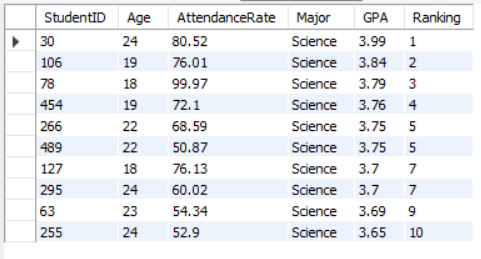 StudentID Age AttendanceRate Major GPA Ranking
30 24 80.52 Science 3.99 1
106 19 76.01 Science 3.84 2
78 18 99.97 Science 3.79 3
454 19 72.1 Science 3.76 4
266 22 68.59 Science 3.75 5
489 22 50.87 Science 3.75 5
127 18 76.13 Science 3.7 7
295 24 60.02 Science 3.7 7
63 23 54.34 Science 3.69 9
255 24 52.9 Science 3.65 10